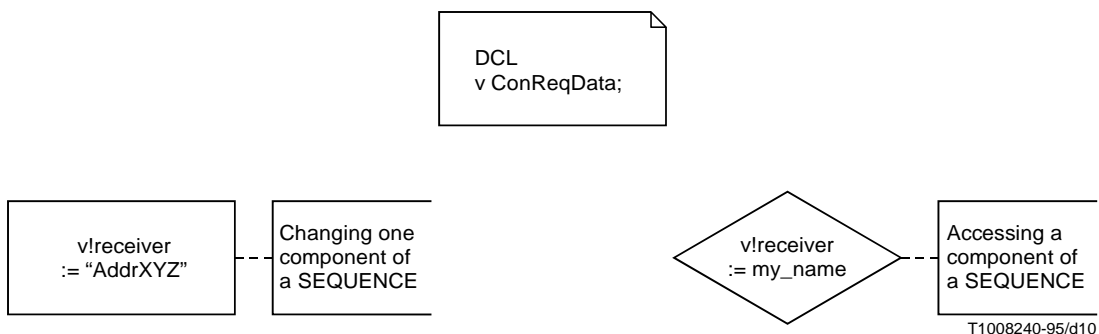 DCL
v ConReqData;
v!receiver
:= “AddrXYZ”
Changing one
component of
a SEQUENCE
v!receiver
:= my_name
Accessing a
component of
a SEQUENCE
T1008240-95/d10